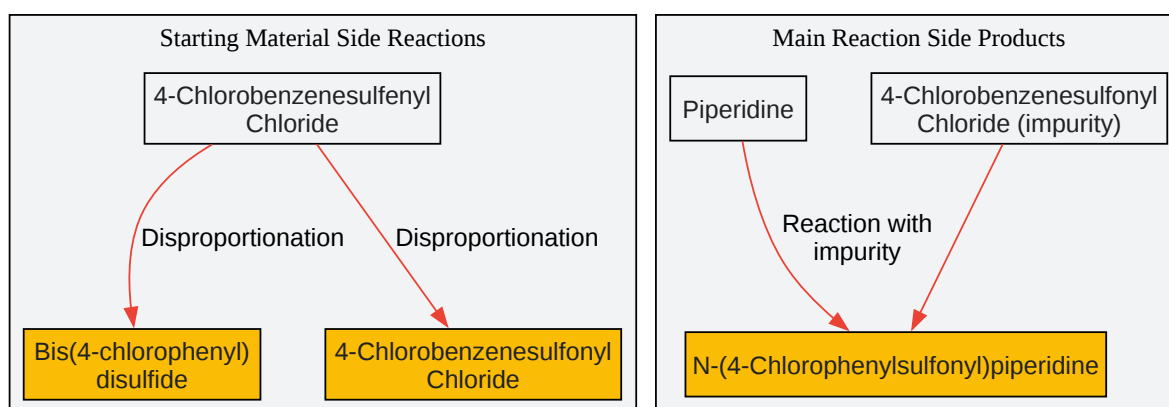 Starting Material Side Reactions
4-Chlorobenzenesulfenyl
Chloride
Disproportionation
Disproportionation
Bis(4-chlorophenyl)
disulfide
4-Chlorobenzenesulfonyl
Chloride
Main Reaction Side Products
Piperidine
4-Chlorobenzenesulfonyl
Chloride (impurity)
Reaction with
impurity
N-(4-Chlorophenylsulfonyl)piperidine